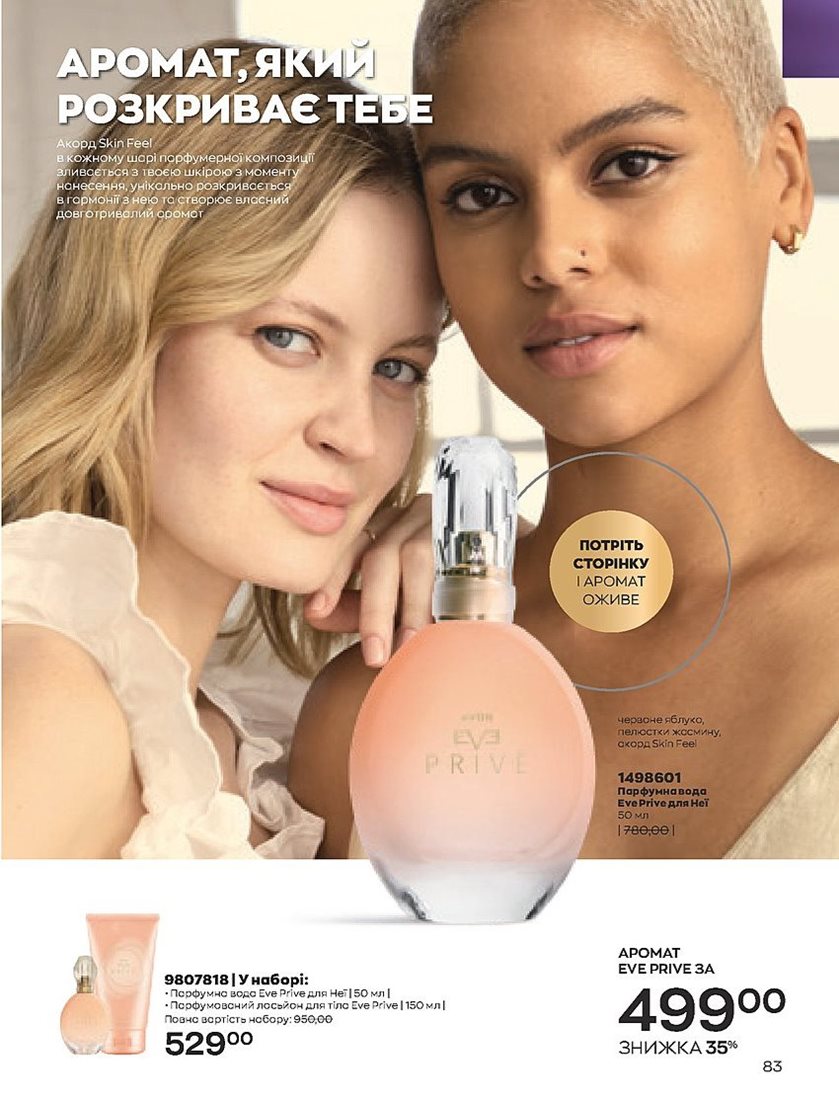 АРОМАТ, ЯКИЙ
РОЗКРИВАЄ ТЕБЕ
Акорд Skin Feel
в кожному шарі парфумерної композиції
зливається з твоєю шкірою з моменту
нанесення, унікально розкривається
в гармонії з нею та створює власний
довготривалий аромат
ПОТРІТЬ
СТОРІНКУ
І АРОМАТ
ОЖИВЕ
AVON
EVE
PRIVÉ
червоне яблуко,
пелюстки жасмину,
акорд Skin Feel
1498601
Парфумна вода
Eve Prive для Неї
50 мл
| 780,00 |
9807818 | У наборі:
• Парфумна вода Eve Prive для Неї | 50 мл |
• Парфумований лосьйон для тіла Eve Prive | 150 мл |
Повна вартість набору: 950,00
529⁰⁰
АРОМАТ
EVE PRIVE ЗА
499⁰⁰
ЗНИЖКА 35%
83